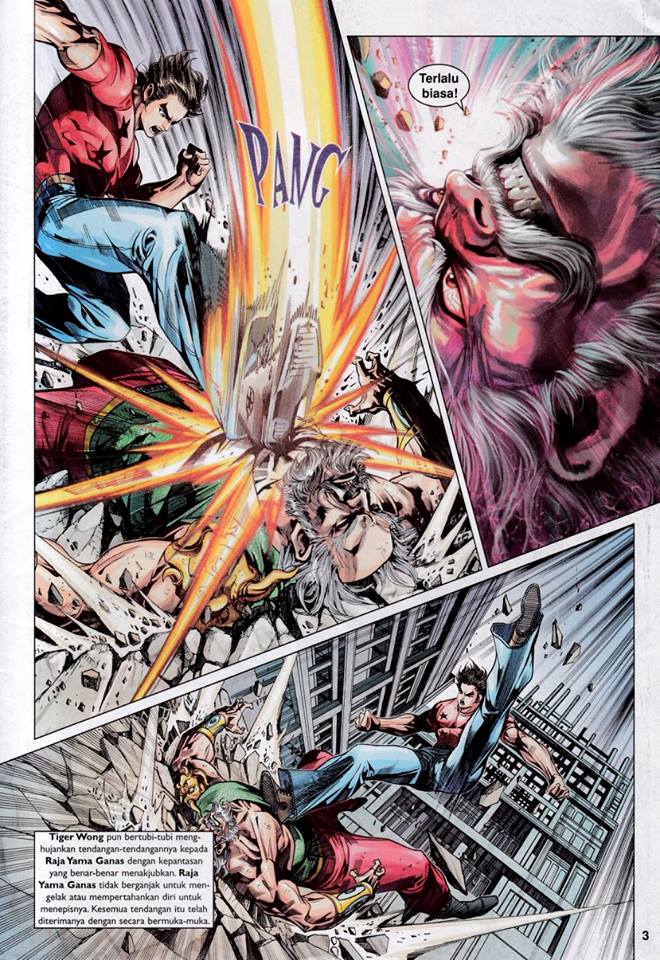 PANG
Terlalu
biasa!
Tiger Wong pun bertubi-tubi meng-
hujankan tendangan-tendangannya kepada
Raja Yama Ganas dengan kepantasan
yang benar-benar menakjubkan. Raja
Yama Ganas tidak berganjak untuk men-
gelak atau mempertahankan diri untuk
menepisnya. Kesemua tendangan itu telah
diterimanya dengan secara bermuka-muka.
3